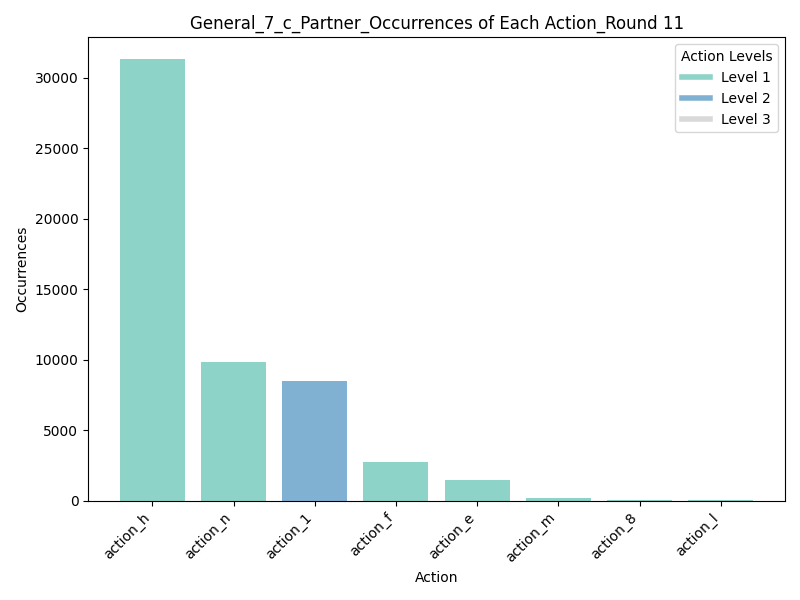 General_7_c_Partner_Occurrences of Each Action_Round 11
Action Levels
Level 1
Level 2
Level 3
Occurrences
30000
25000
20000
15000
10000
5000
0
action_h
action_n
action_1
action_f
action_e
action_m
action_8
action_l
Action